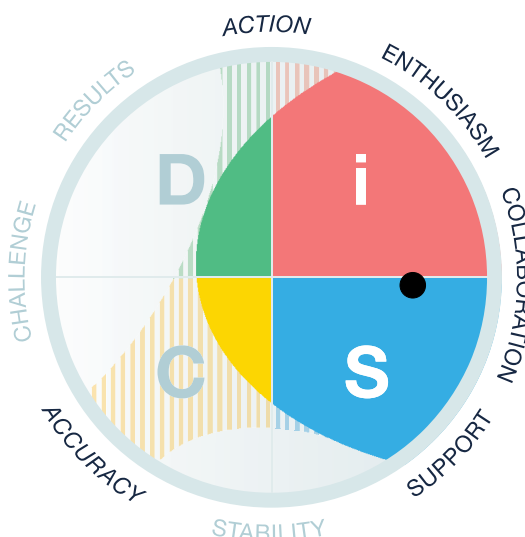 ACTION
ENTHUSIASM
COLLABORATION
SUPPORT
STABILITY
ACCURACY
CHALLENGE
RESULTS
D
i
C
S